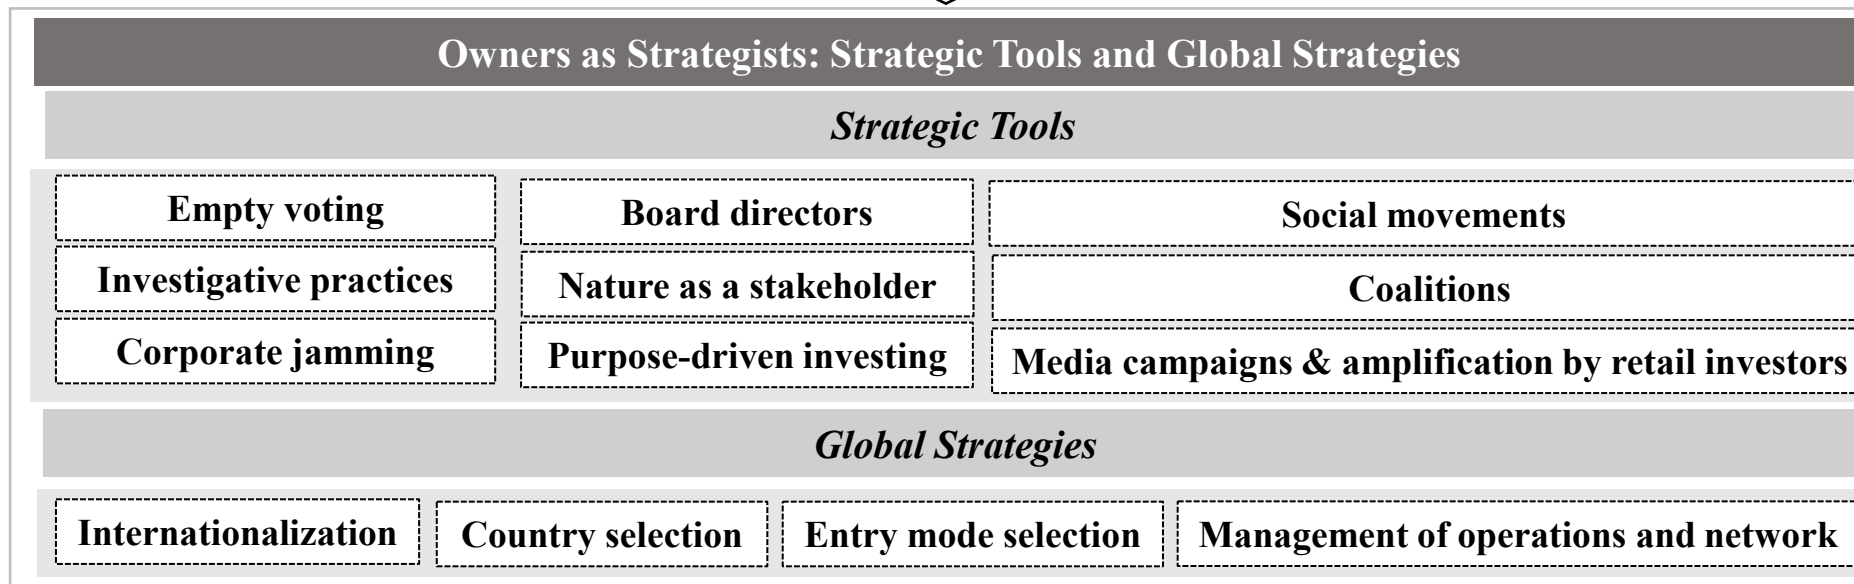 Owners as Strategists: Strategic Tools and Global Strategies
Strategic Tools
Empty voting
Board directors
Social movements
Investigative practices
Nature as a stakeholder
Coalitions
Corporate jamming
Purpose-driven investing
Media campaigns & amplification by retail investors
Global Strategies
Internationalization
Country selection
Entry mode selection
Management of operations and network